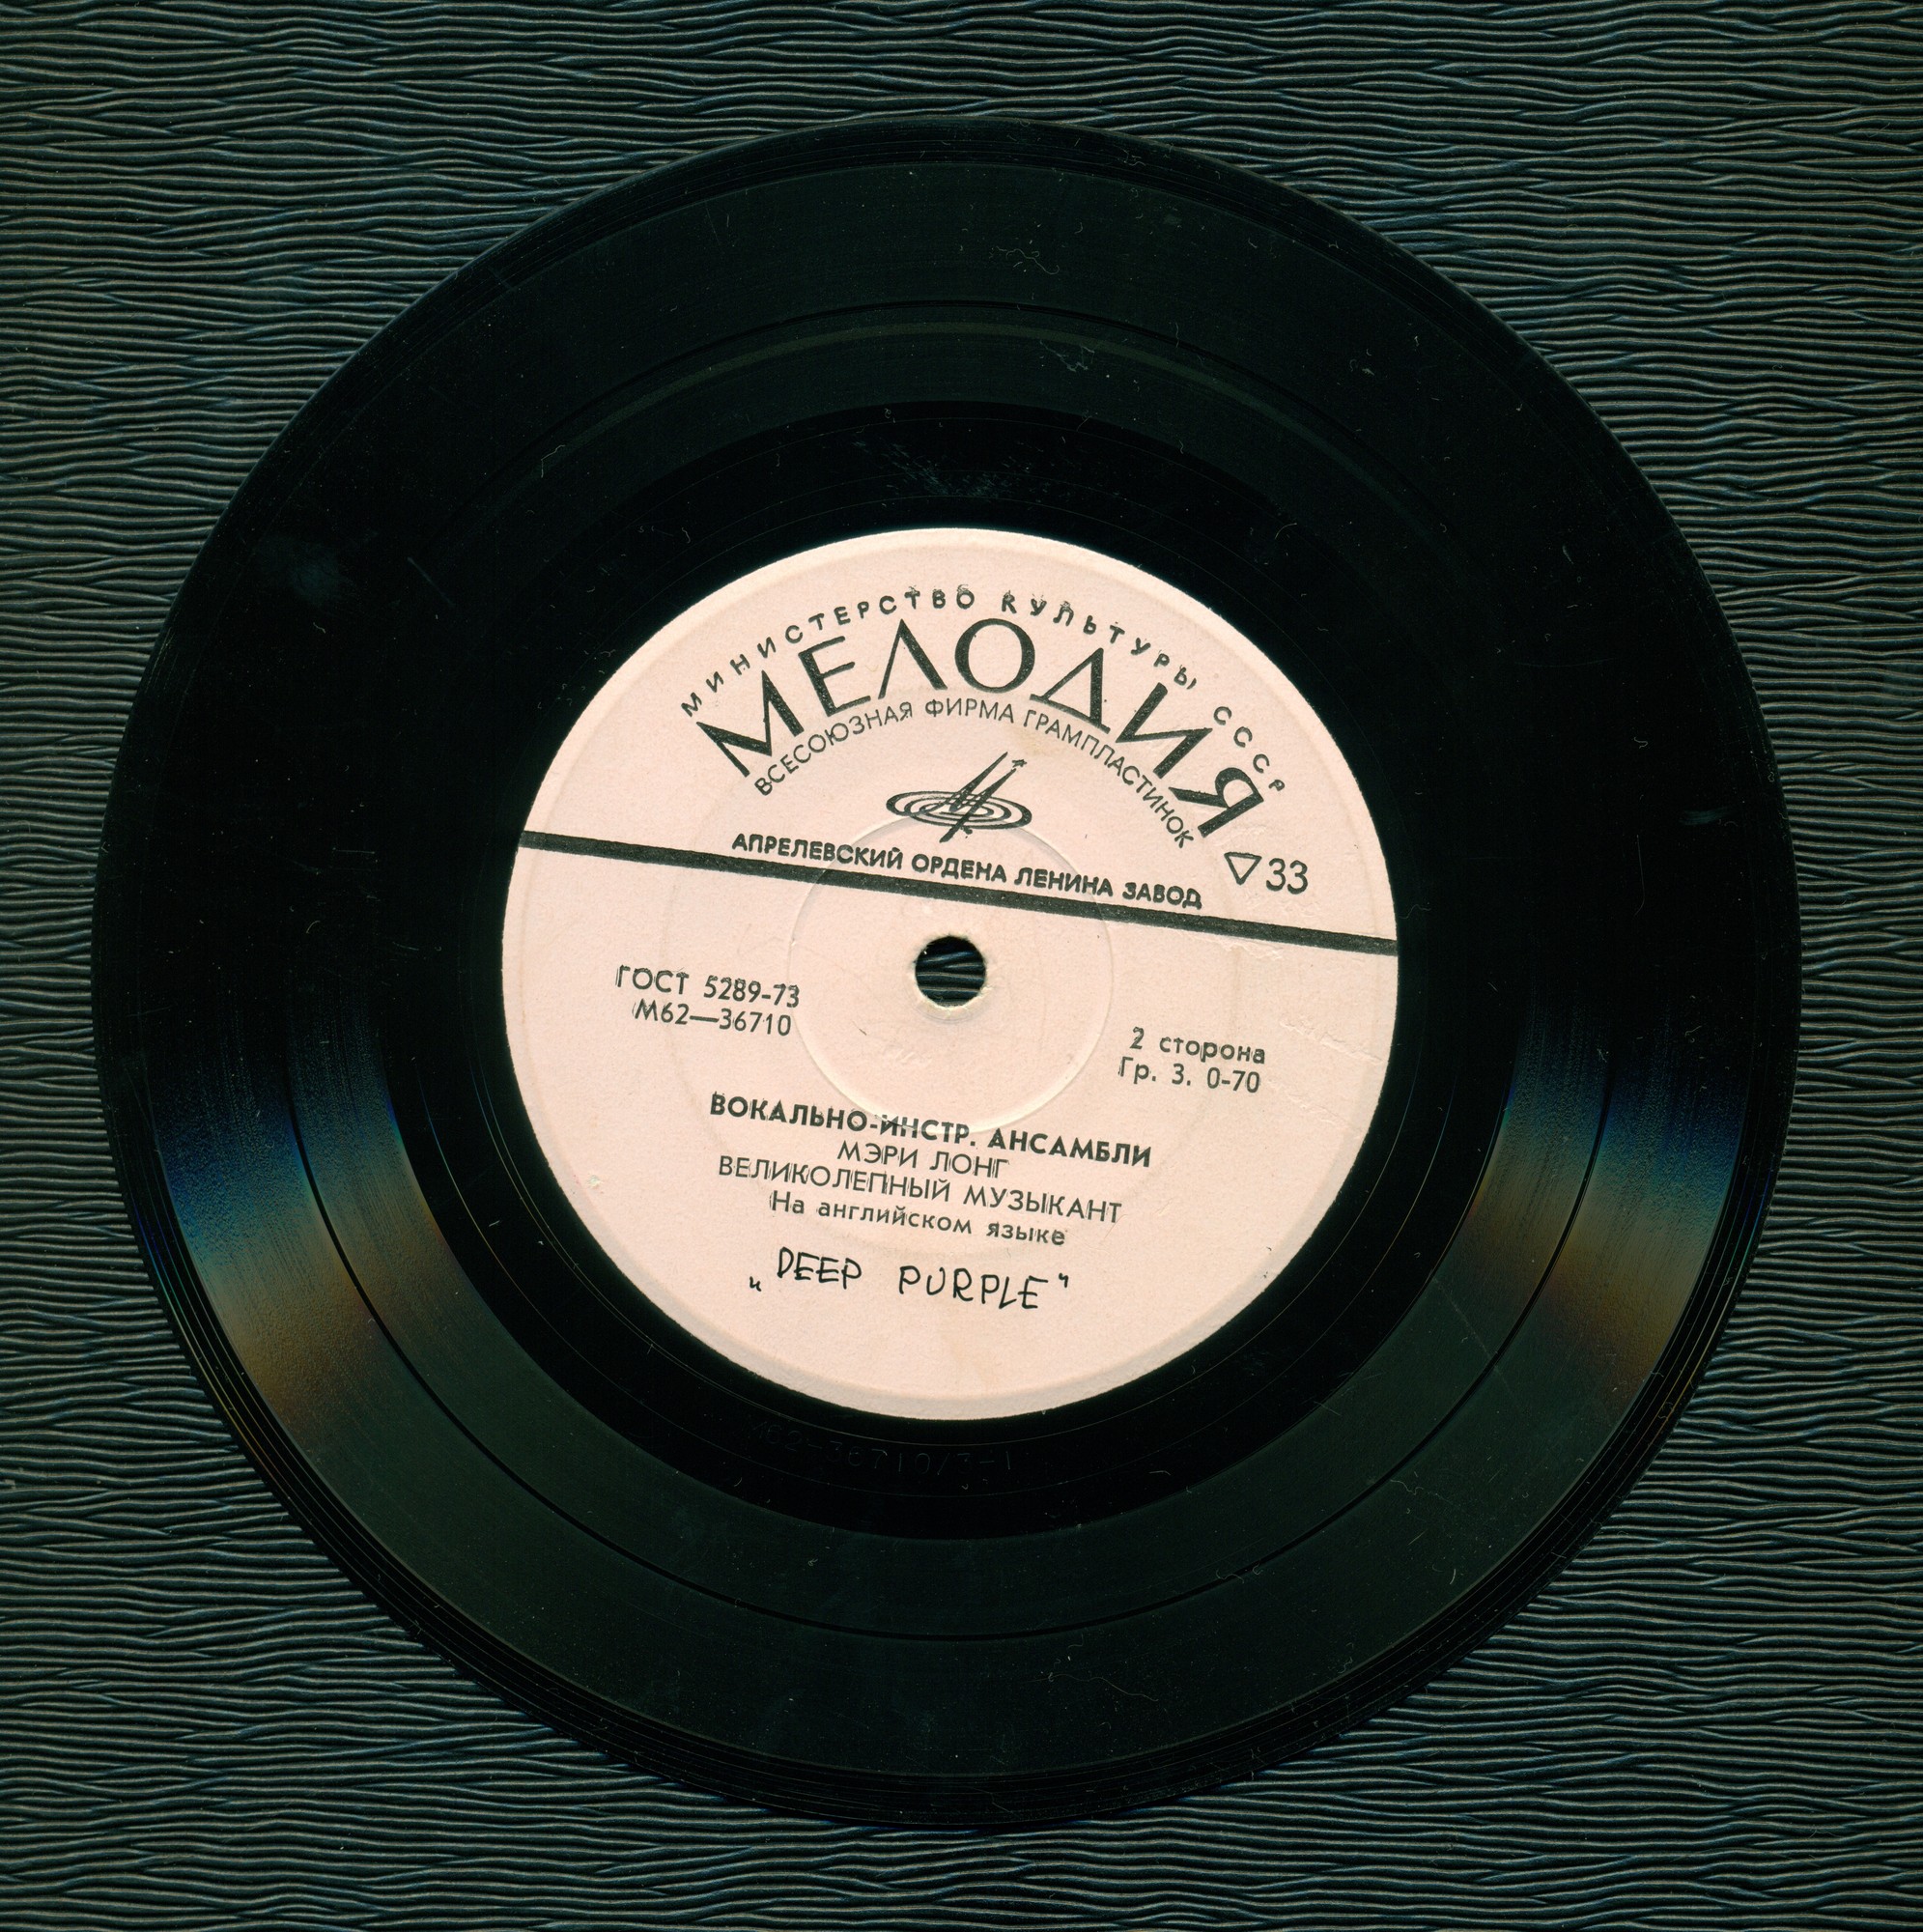 МИНИСТЕРСТВО КУЛЬТУРЫ СССР
МЕЛОДИЯ
ВСЕСОЮЗНАЯ ФИРМА ГРАМПЛАСТИНОК
АПРЕЛЕВСКИЙ ОРДЕНА ЛЕНИНА ЗАВОД
33
ГОСТ 5289-73
М62—36710
2 сторона
Гр. 3. 0-70
ВОКАЛЬНО-ИНСТР. АНСАМБЛИ
МЭРИ ЛОНГ
ВЕЛИКОЛЕПНЫЙ МУЗЫКАНТ
На английском языке
„DEEP PURPLE"